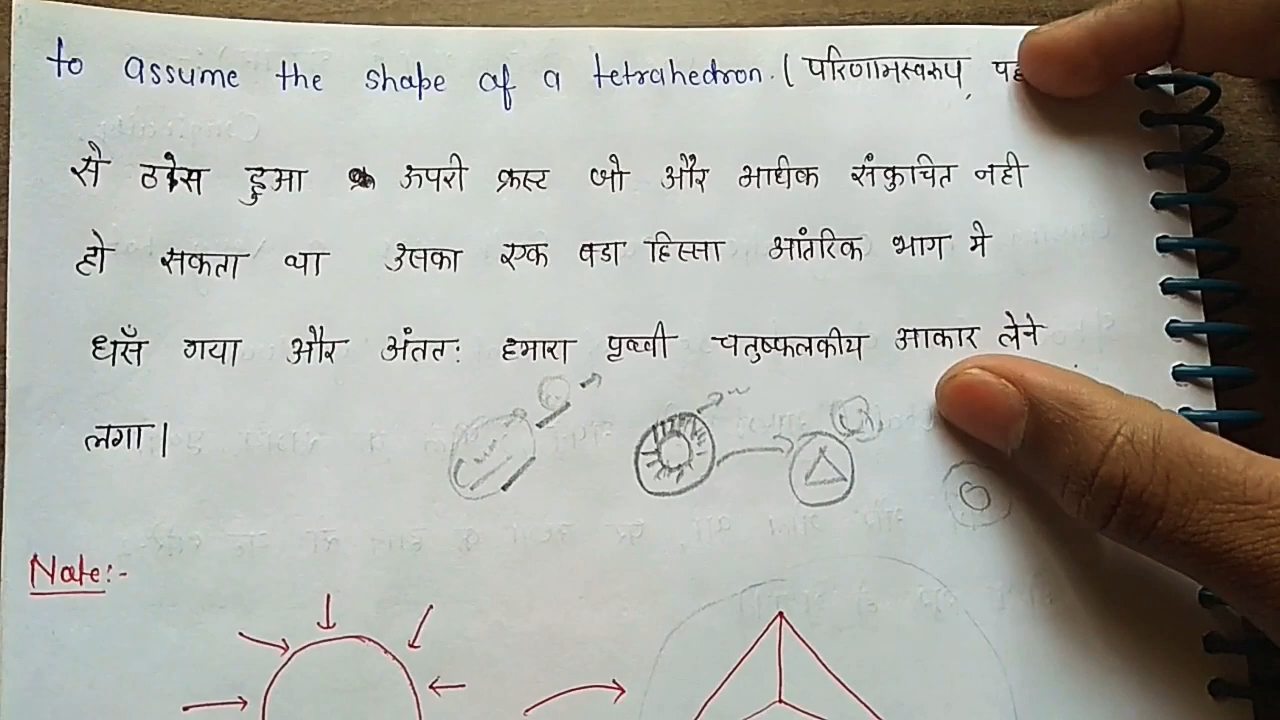 to assume the shape of a tetrahedron. ( परिणामस्वरूप,
से ठोस हुआ ऊपरी क्रस्ट जो और अधिक संकुचित नही
हो सकता था उसका एक बडा हिस्सा आंतरिक भाग मे
धँस गया और अंततः हमारा पृथ्वी चतुष्फलकीय आकार लेने
लगा।
Note:-